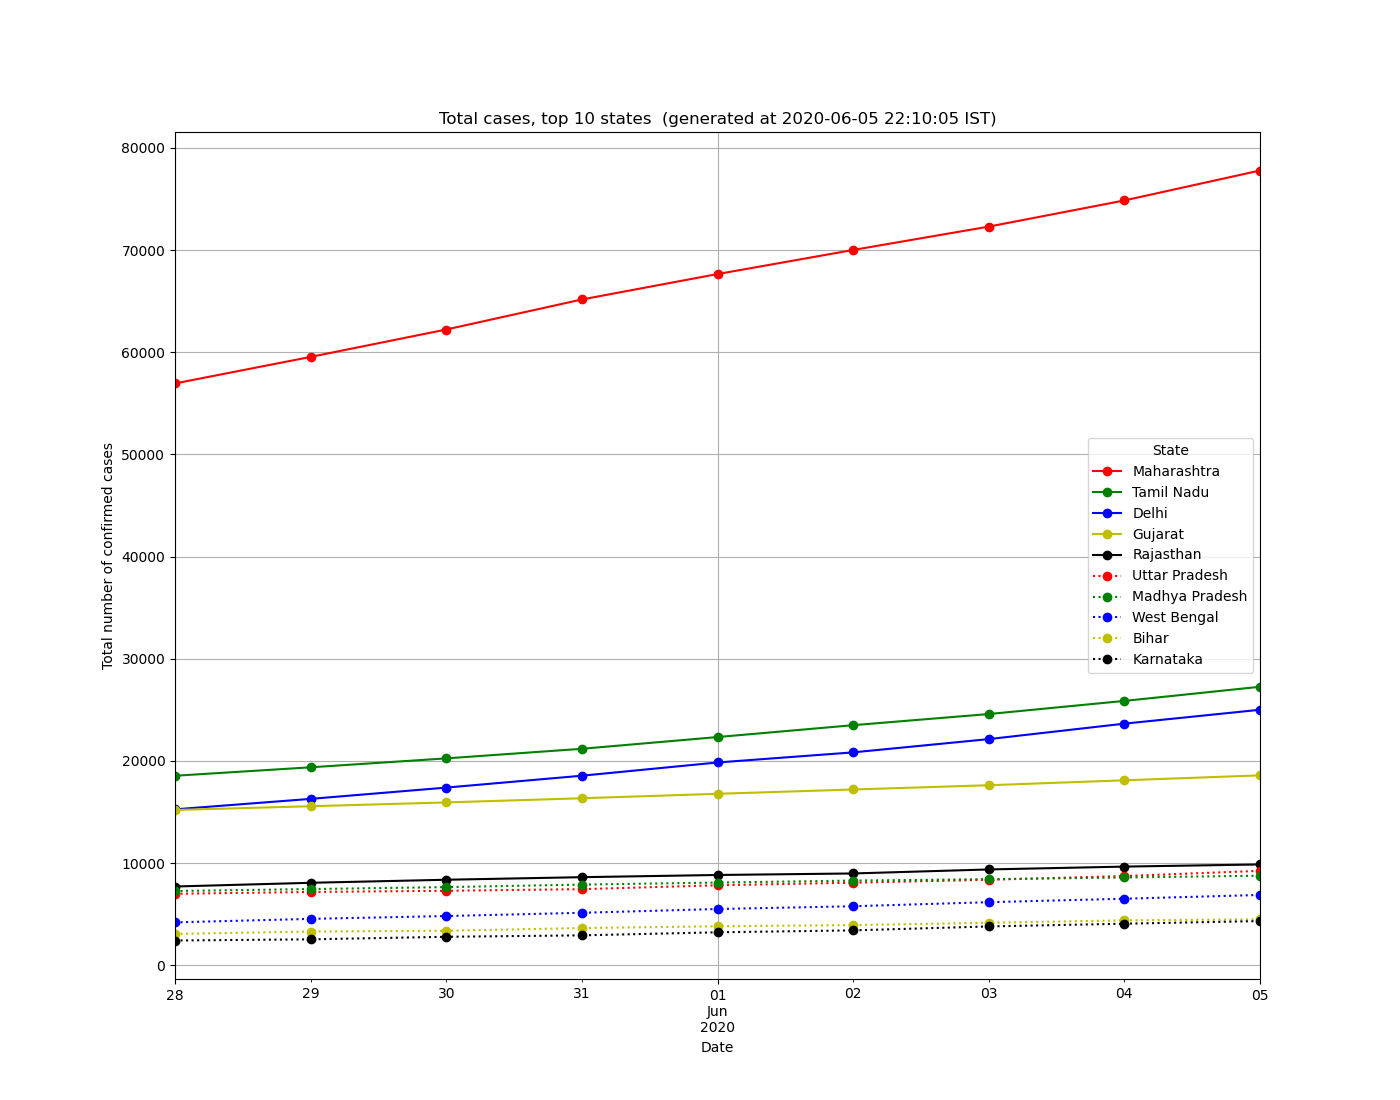 Total cases, top 10 states  (generated at 2020-06-05 22:10:05 IST)
80000
70000
60000
50000
40000
30000
20000
10000
0
Total number of confirmed cases
State
Maharashtra
Tamil Nadu
Delhi
Gujarat
Rajasthan
Uttar Pradesh
Madhya Pradesh
West Bengal
Bihar
Karnataka
28 29 30 31 01 02 03 04 05
Jun
2020
Date